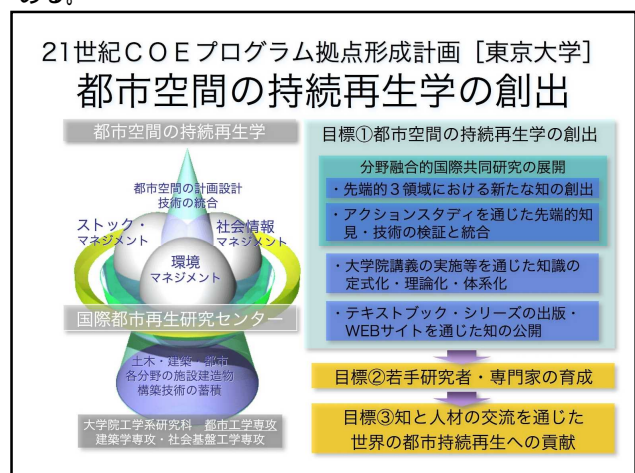 ある。
21世紀COEプログラム拠点形成計画［東京大学］
都市空間の持続再生学の創出
都市空間の持続再生学
都市空間の計画設計
技術の統合
ストック・
マネジメント
社会情報
マネジメント
環境
マネジメント
国際都市再生研究センター
土木・建築・都市
各分野の施設建造物
構築技術の蓄積
大学院工学系研究科　都市工学専攻
建築学専攻・社会基盤工学専攻
目標①都市空間の持続再生学の創出
分野融合的国際共同研究の展開
・先端的３領域における新たな知の創出
・アクションスタディを通じた先端的知
見・技術の検証と統合
・大学院講義の実施等を通じた知識の
定式化・理論化・体系化
・テキストブック・シリーズの出版・
WEBサイトを通じた知の公開
目標②若手研究者・専門家の育成
目標③知と人材の交流を通じた
世界の都市持続再生への貢献